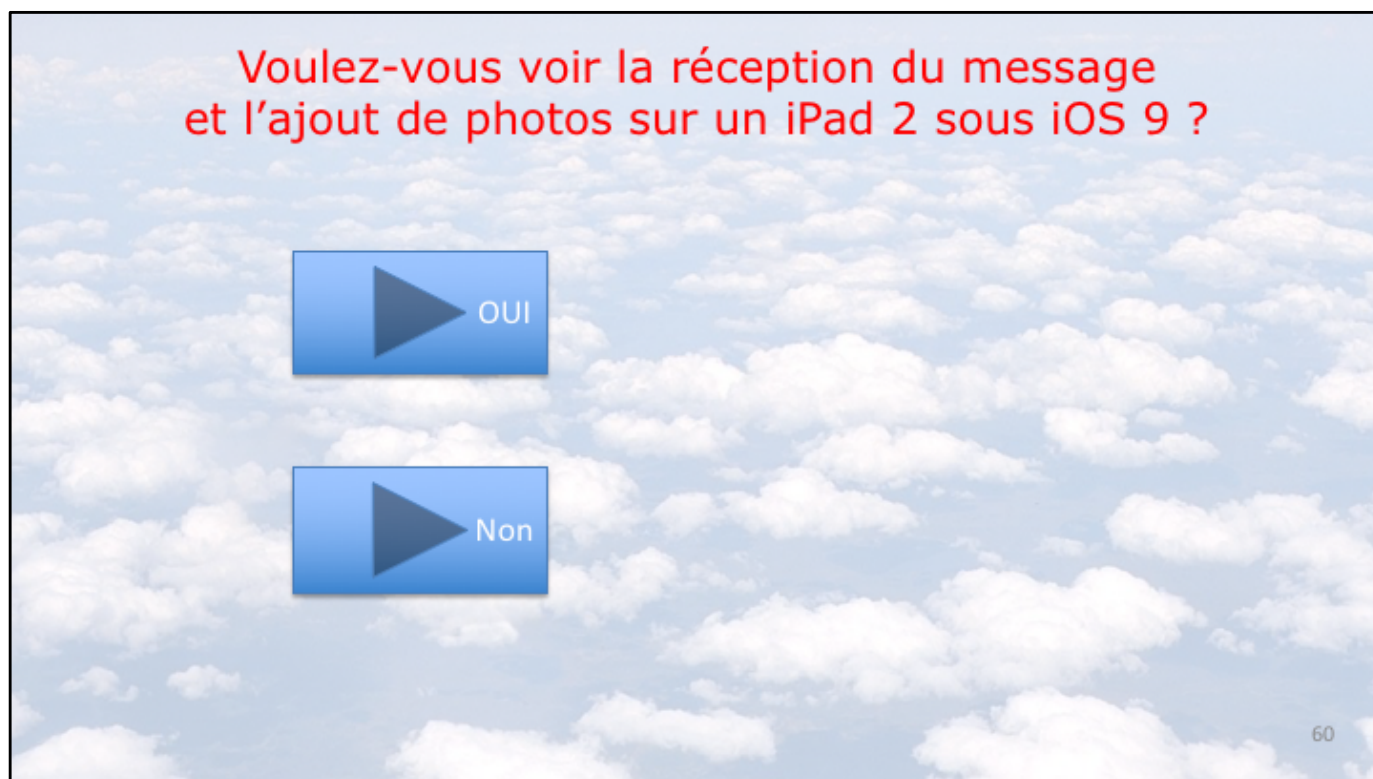 Voulez-vous voir la réception du message
et l’ajout de photos sur un iPad 2 sous iOS 9 ?
OUI
Non
60